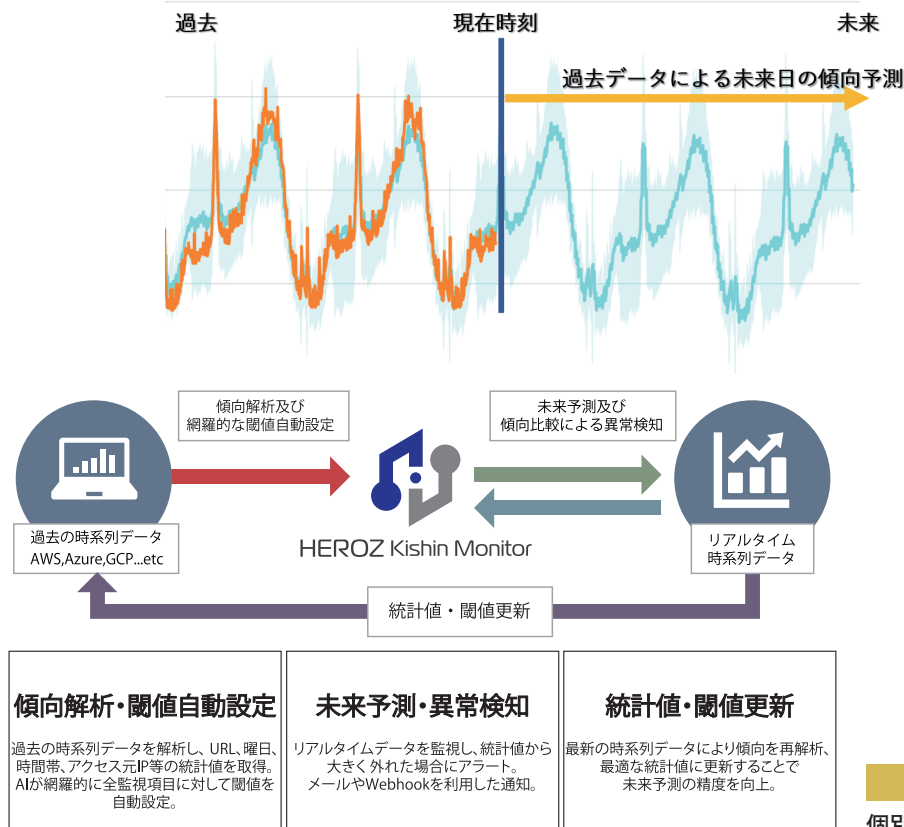 過去 現在時刻 未来
過去データによる未来日の傾向予測
傾向解析及び
網羅的な閾値自動設定
未来予測及び
傾向比較による異常検知
過去の時系列データ
AWS,Azure,GCP...etc
HEROZ Kishin Monitor
リアルタイム
時系列データ
統計値・閾値更新
傾向解析・閾値自動設定
過去の時系列データを解析し、URL、曜日、
時間帯、アクセス元IP等の統計値を取得。
AIが網羅的に全監視項目に対して閾値を
自動設定。
未来予測・異常検知
リアルタイムデータを監視し、統計値から
大きく外れた場合にアラート。
メールやWebhookを利用した通知。
統計値・閾値更新
最新の時系列データにより傾向を再解析、
最適な統計値に更新することで
未来予測の精度を向上。
個別